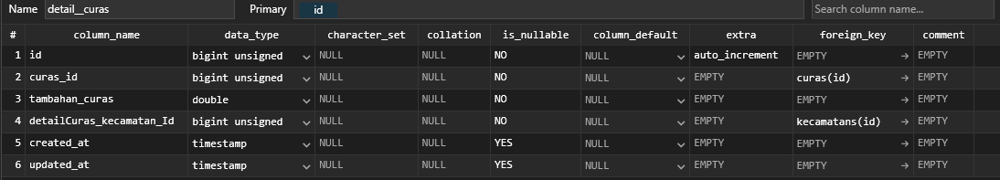 Name detail__curas Primary id Search column name...
# column_name data_type character_set collation is_nullable column_default extra foreign_key comment
1 id bigint unsigned NULL NULL NO NULL auto_increment EMPTY EMPTY
2 curas_id bigint unsigned NULL NULL NO NULL EMPTY curas(id) EMPTY
3 tambahan_curas double NULL NULL NO NULL EMPTY EMPTY EMPTY
4 detailCuras_kecamatan_Id bigint unsigned NULL NULL NO NULL EMPTY kecamatans(id) EMPTY
5 created_at timestamp NULL NULL YES NULL EMPTY EMPTY EMPTY
6 updated_at timestamp NULL NULL YES NULL EMPTY EMPTY EMPTY